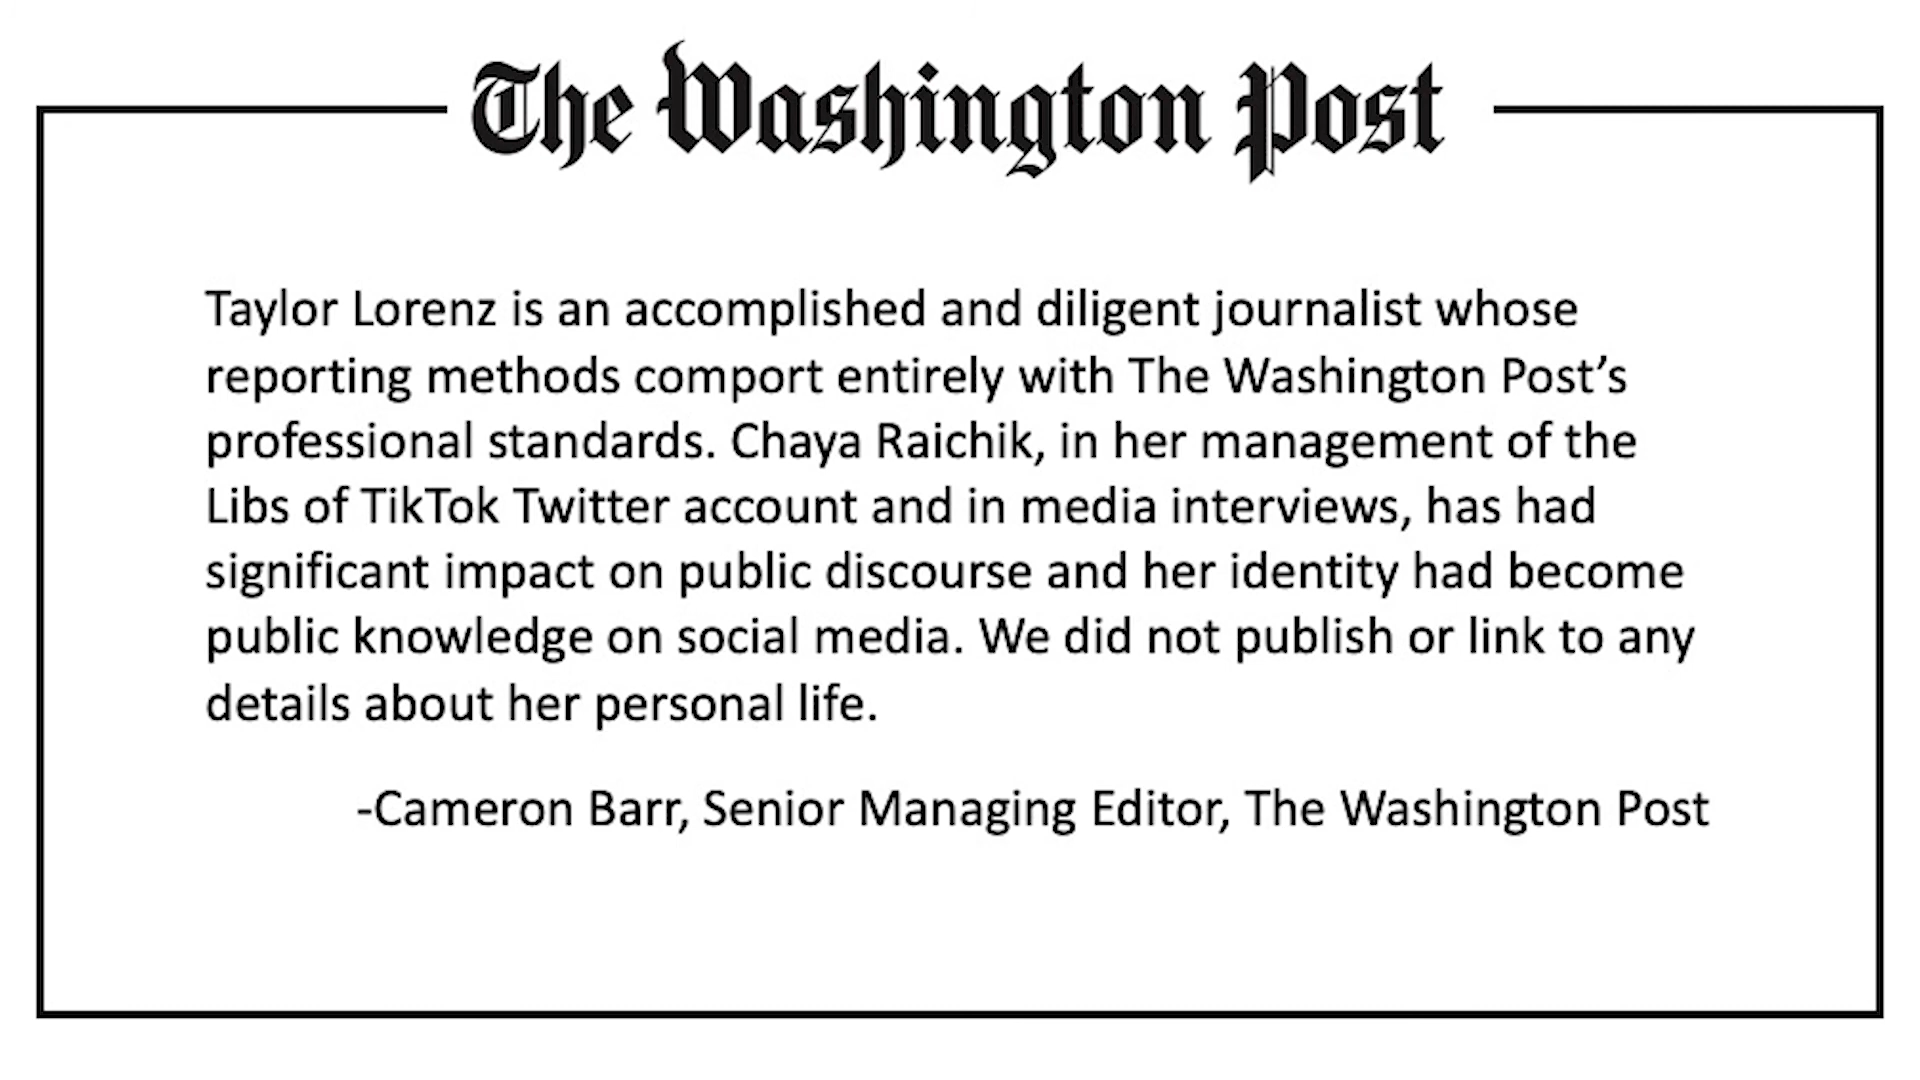 The Washington Post
Taylor Lorenz is an accomplished and diligent journalist whose
reporting methods comport entirely with The Washington Post’s
professional standards. Chaya Raichik, in her management of the
Libs of TikTok Twitter account and in media interviews, has had
significant impact on public discourse and her identity had become
public knowledge on social media. We did not publish or link to any
details about her personal life.
-Cameron Barr, Senior Managing Editor, The Washington Post